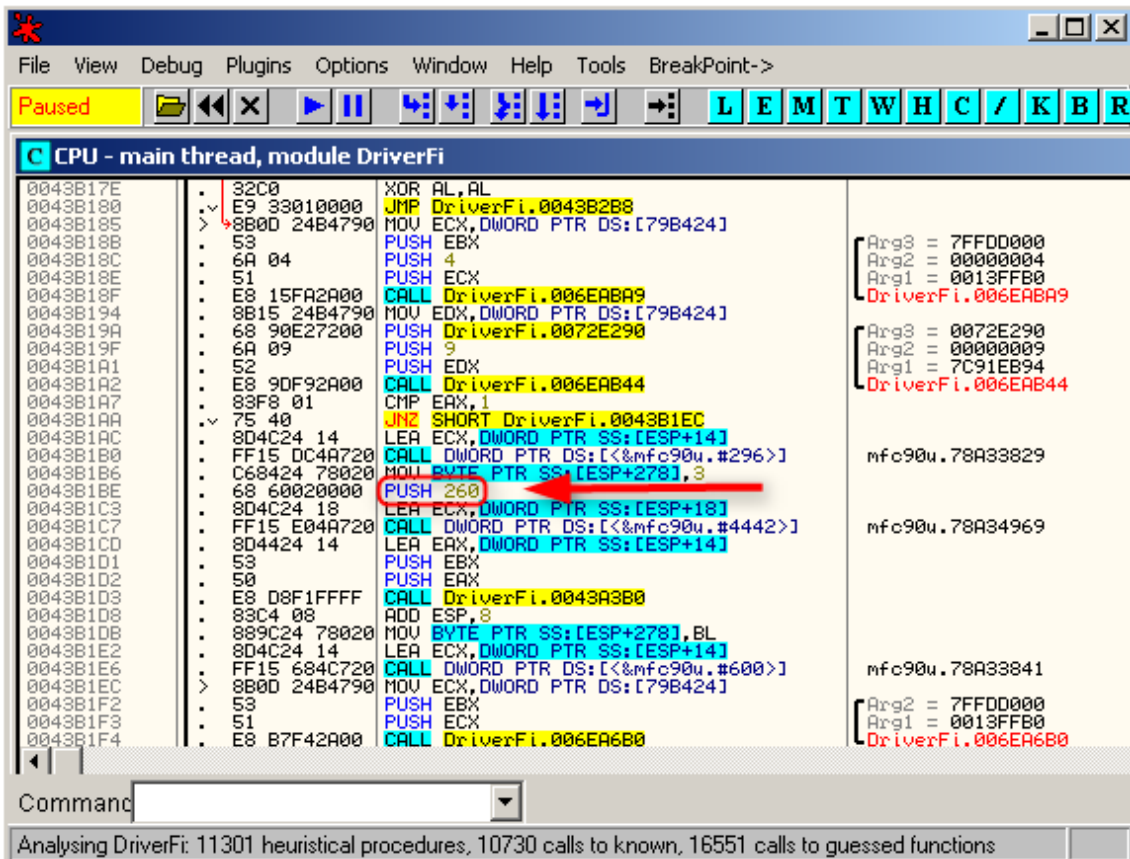 File View Debug Plugins Options Window Help Tools BreakPoint->
Paused L E M T W H C / K B R
C CPU - main thread, module DriverFi
0043B17E . 32C0 XOR AL,AL
0043B180 .v E9 33010000 JMP DriverFi.0043B2B8
0043B185 > 8B0D 24B4790 MOV ECX,DWORD PTR DS:[79B424]
0043B18B . 53 PUSH EBX Arg3 = 7FFDD000
0043B18C . 6A 04 PUSH 4 Arg2 = 00000004
0043B18E . 51 PUSH ECX Arg1 = 0013FFB0
0043B18F . E8 15FA2A00 CALL DriverFi.006EABA9 DriverFi.006EABA9
0043B194 . 8B15 24B4790 MOV EDX,DWORD PTR DS:[79B424]
0043B19A . 68 90E27200 PUSH DriverFi.0072E290 Arg3 = 0072E290
0043B19F . 6A 09 PUSH 9 Arg2 = 00000009
0043B1A1 . 52 PUSH EDX Arg1 = 7C91EB94
0043B1A2 . E8 9DF92A00 CALL DriverFi.006EAB44 DriverFi.006EAB44
0043B1A7 . 83F8 01 CMP EAX,1
0043B1AA .v 75 40 JNZ SHORT DriverFi.0043B1EC
0043B1AC . 8D4C24 14 LEA ECX,DWORD PTR SS:[ESP+14]
0043B1B0 . FF15 DC4A720 CALL DWORD PTR DS:[<&mfc90u.#296>] mfc90u.78A33829
0043B1B6 . C68424 78020 MOV BYTE PTR SS:[ESP+278],3
0043B1BE . 68 60020000 PUSH 260
0043B1C3 . 8D4C24 18 LEA ECX,DWORD PTR SS:[ESP+18]
0043B1C7 . FF15 E04A720 CALL DWORD PTR DS:[<&mfc90u.#4442>] mfc90u.78A34969
0043B1CD . 8D4424 14 LEA EAX,DWORD PTR SS:[ESP+14]
0043B1D1 . 53 PUSH EBX
0043B1D2 . 50 PUSH EAX
0043B1D3 . E8 D8F1FFFF CALL DriverFi.0043A3B0
0043B1D8 . 83C4 08 ADD ESP,8
0043B1DB . 889C24 78020 MOV BYTE PTR SS:[ESP+278],BL
0043B1E2 . 8D4C24 14 LEA ECX,DWORD PTR SS:[ESP+14]
0043B1E6 . FF15 684C720 CALL DWORD PTR DS:[<&mfc90u.#600>] mfc90u.78A33841
0043B1EC > 8B0D 24B4790 MOV ECX,DWORD PTR DS:[79B424]
0043B1F2 . 53 PUSH EBX Arg2 = 7FFDD000
0043B1F3 . 51 PUSH ECX Arg1 = 0013FFB0
0043B1F4 . E8 B7F42A00 CALL DriverFi.006EA6B0 DriverFi.006EA6B0
Command
Analysing DriverFi: 11301 heuristical procedures, 10730 calls to known, 16551 calls to guessed functions